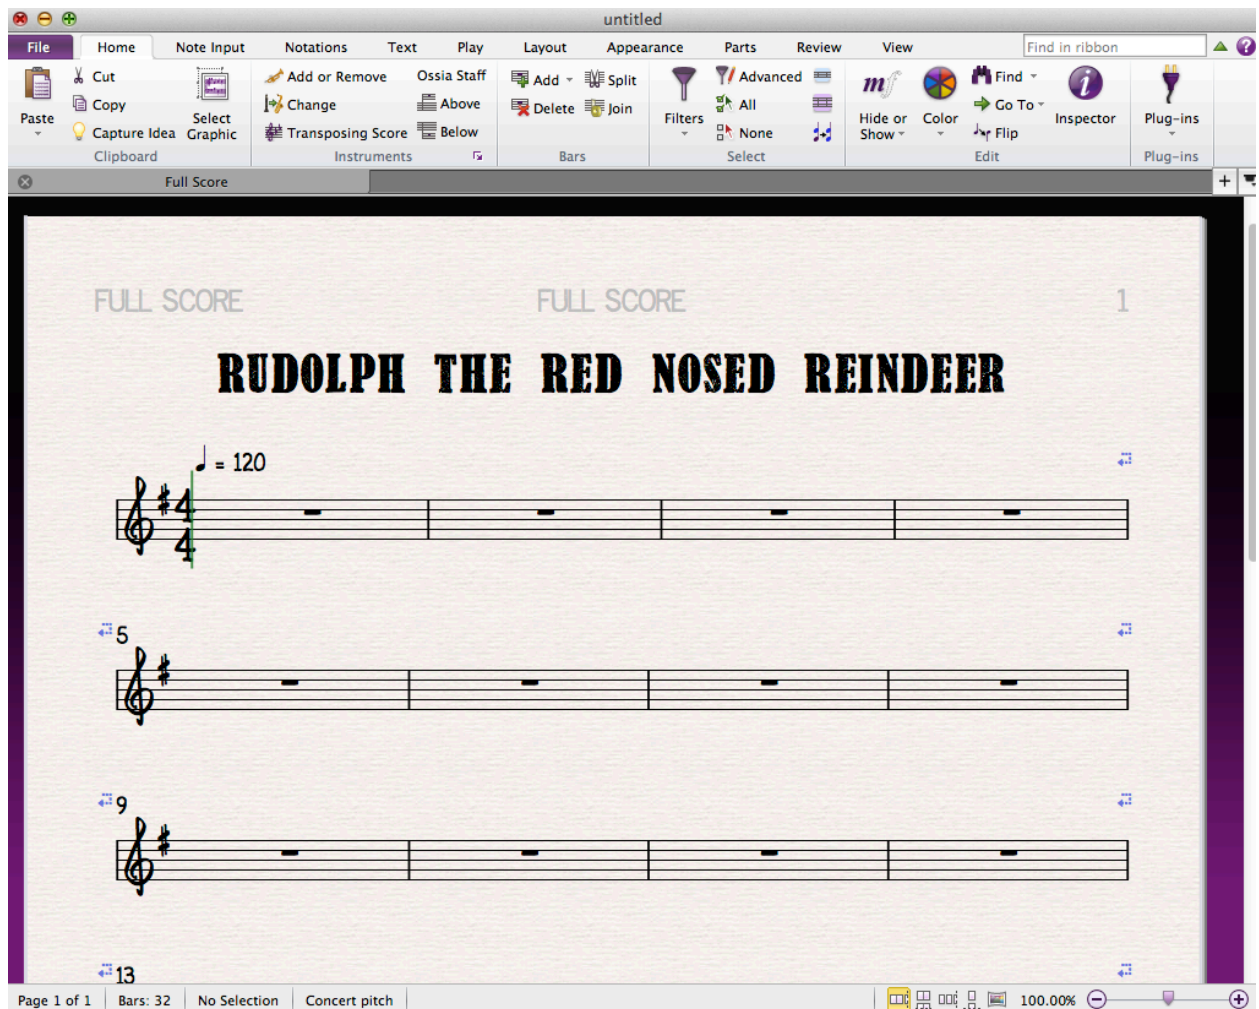 untitled
File Home Note Input Notations Text Play Layout Appearance Parts Review View Find in ribbon
Paste
Cut
Copy
Capture Idea
Select Graphic
Clipboard
Add or Remove
Change
Transposing Score
Ossia Staff
Above
Below
Instruments
Add Split
Delete Join
Bars
Filters
Advanced
All
None
Select
Hide or Show
Color
Find
Go To
Flip
Inspector
Edit
Plug-ins
Plug-ins
Full Score
FULL SCORE FULL SCORE 1
RUDOLPH THE RED NOSED REINDEER
= 120
4
4
5
9
13
Page 1 of 1 Bars: 32 No Selection Concert pitch 100.00%